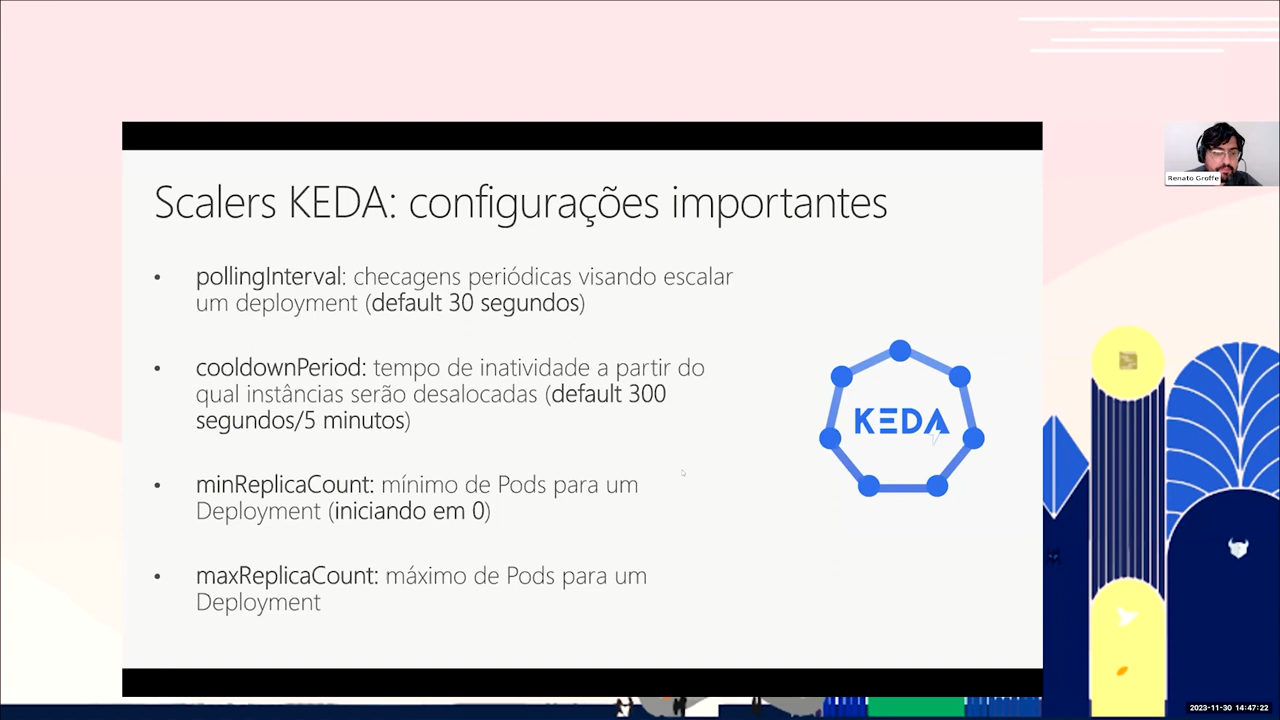 Scalers KEDA: configurações importantes
• pollingInterval: checagens periódicas visando escalar
um deployment (default 30 segundos)
• cooldownPeriod: tempo de inatividade a partir do
qual instâncias serão desalocadas (default 300
segundos/5 minutos)
• minReplicaCount: mínimo de Pods para um
Deployment (iniciando em 0)
• maxReplicaCount: máximo de Pods para um
Deployment
KEDA
Renato Groffe
2023-11-30 14:47:22